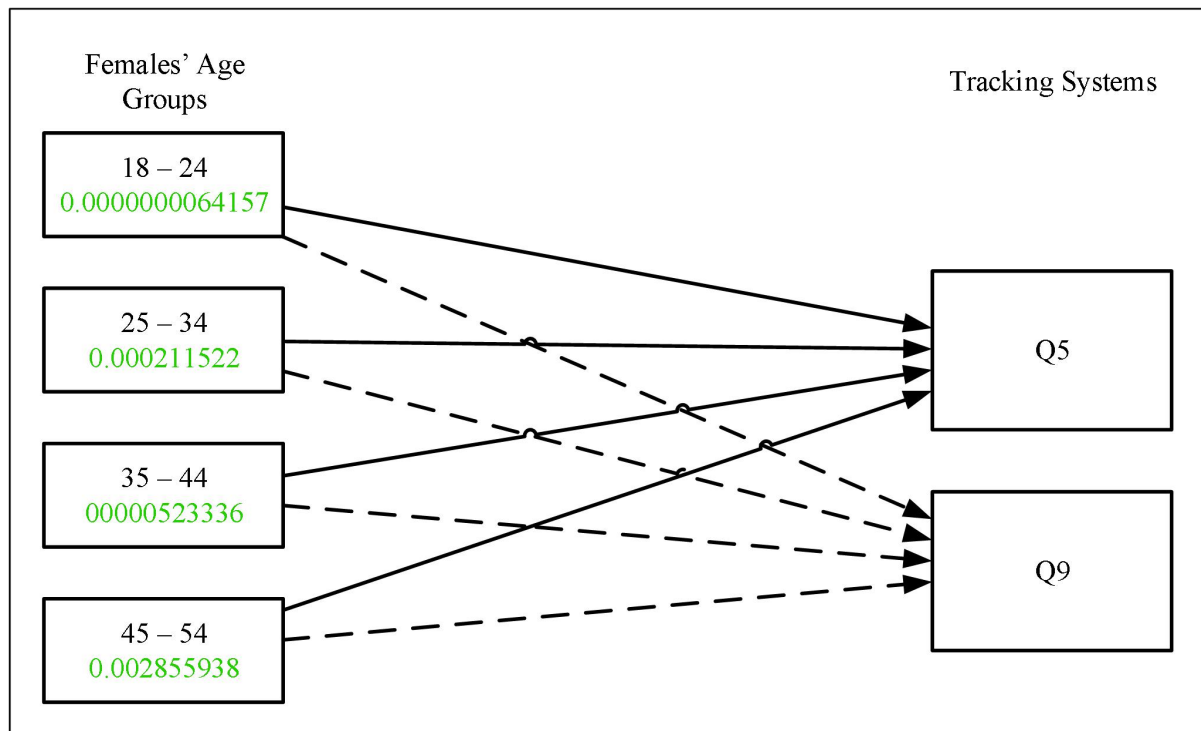 Females’ Age
Groups
Tracking Systems
18 – 24
0.0000000064157
25 – 34
0.000211522
35 – 44
00000523336
45 – 54
0.002855938
Q5
Q9